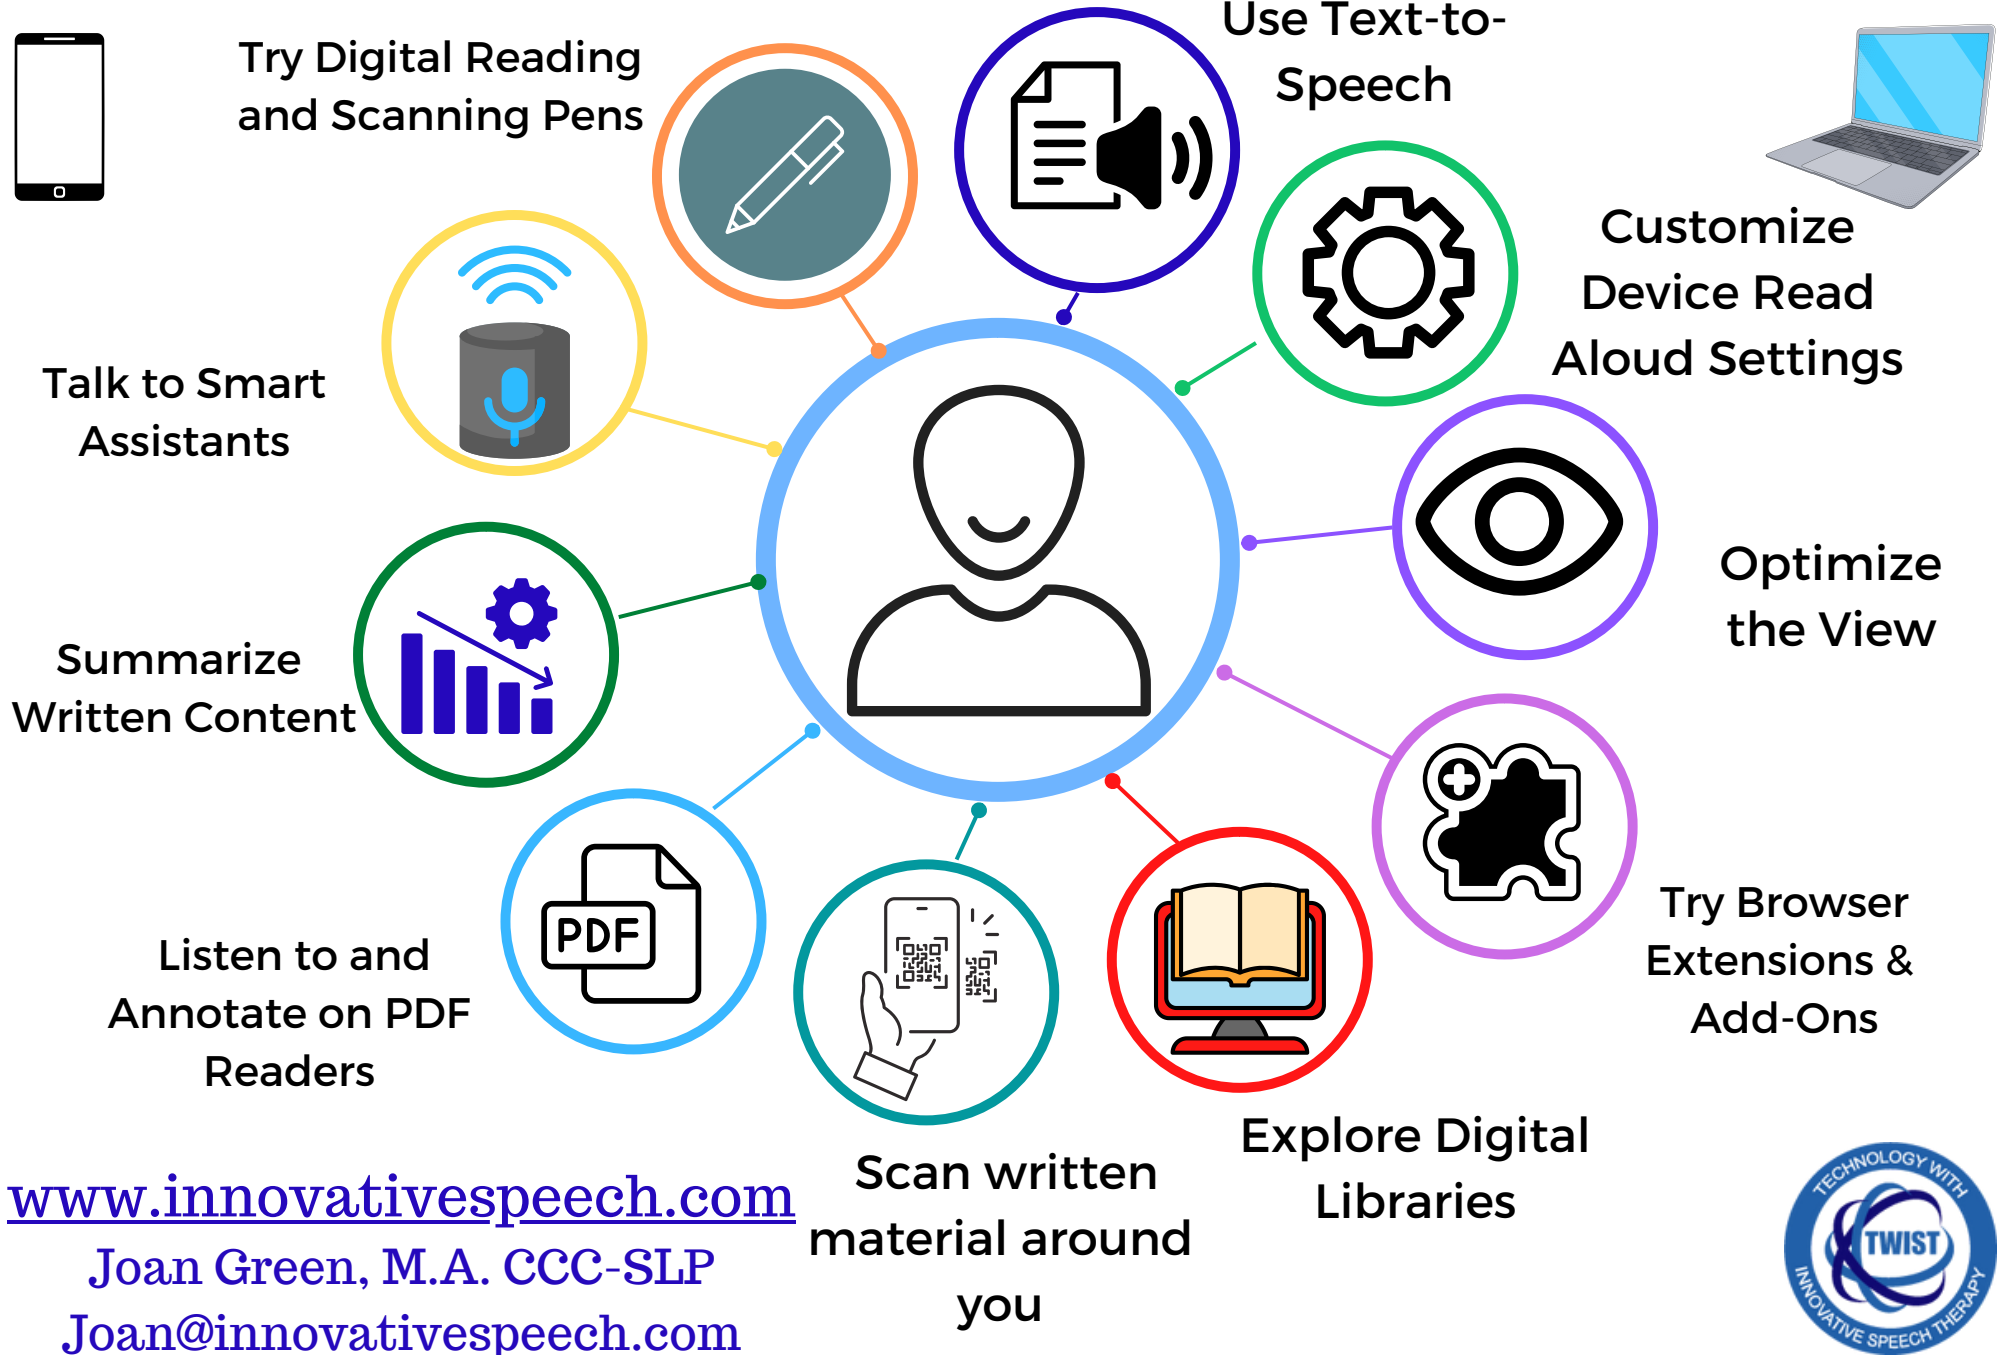 Use Text-to-
Speech
Try Digital Reading
and Scanning Pens
Customize
Device Read
Aloud Settings
Talk to Smart
Assistants
Optimize
the View
Summarize
Written Content
Try Browser
Extensions &
Add-Ons
PDF
Listen to and
Annotate on PDF
Readers
Explore Digital
Libraries
Scan written
material around
you
www.innovativespeech.com
Joan Green, M.A. CCC-SLP
Joan@innovativespeech.com
TECHNOLOGY WITH
TWIST
INNOVATIVE SPEECH THERAPY